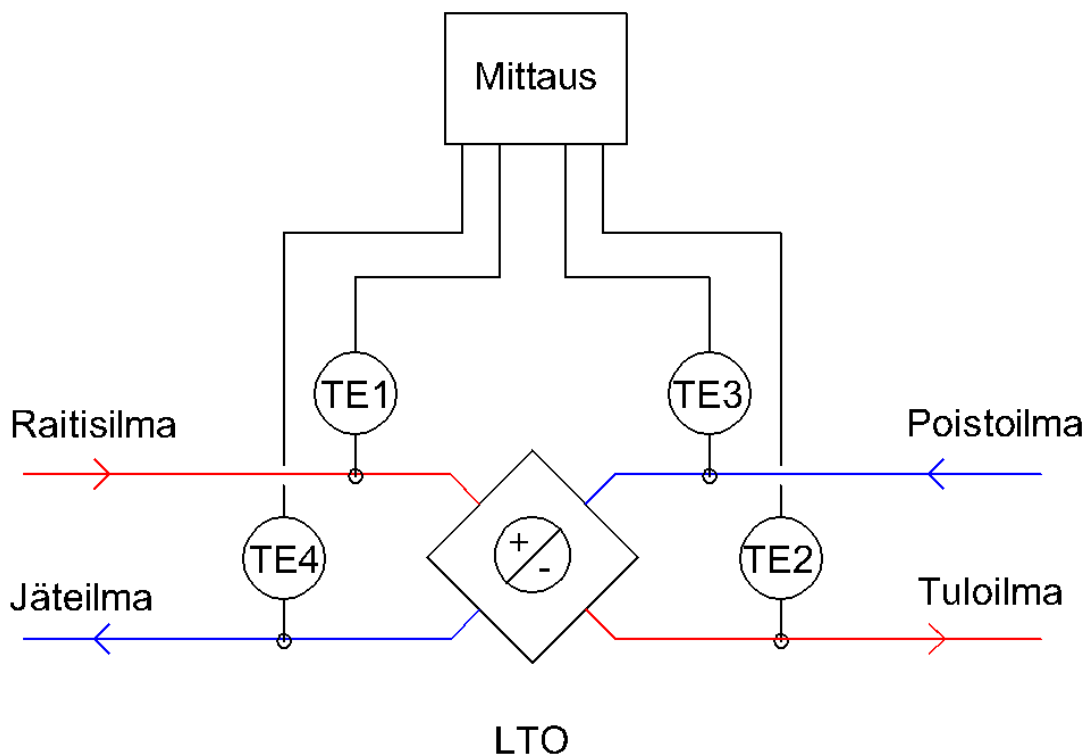 Mittaus
TE1
TE3
Raitisilma
Poistoilma
TE4
+
-
TE2
Jäteilma
Tuloilma
LTO